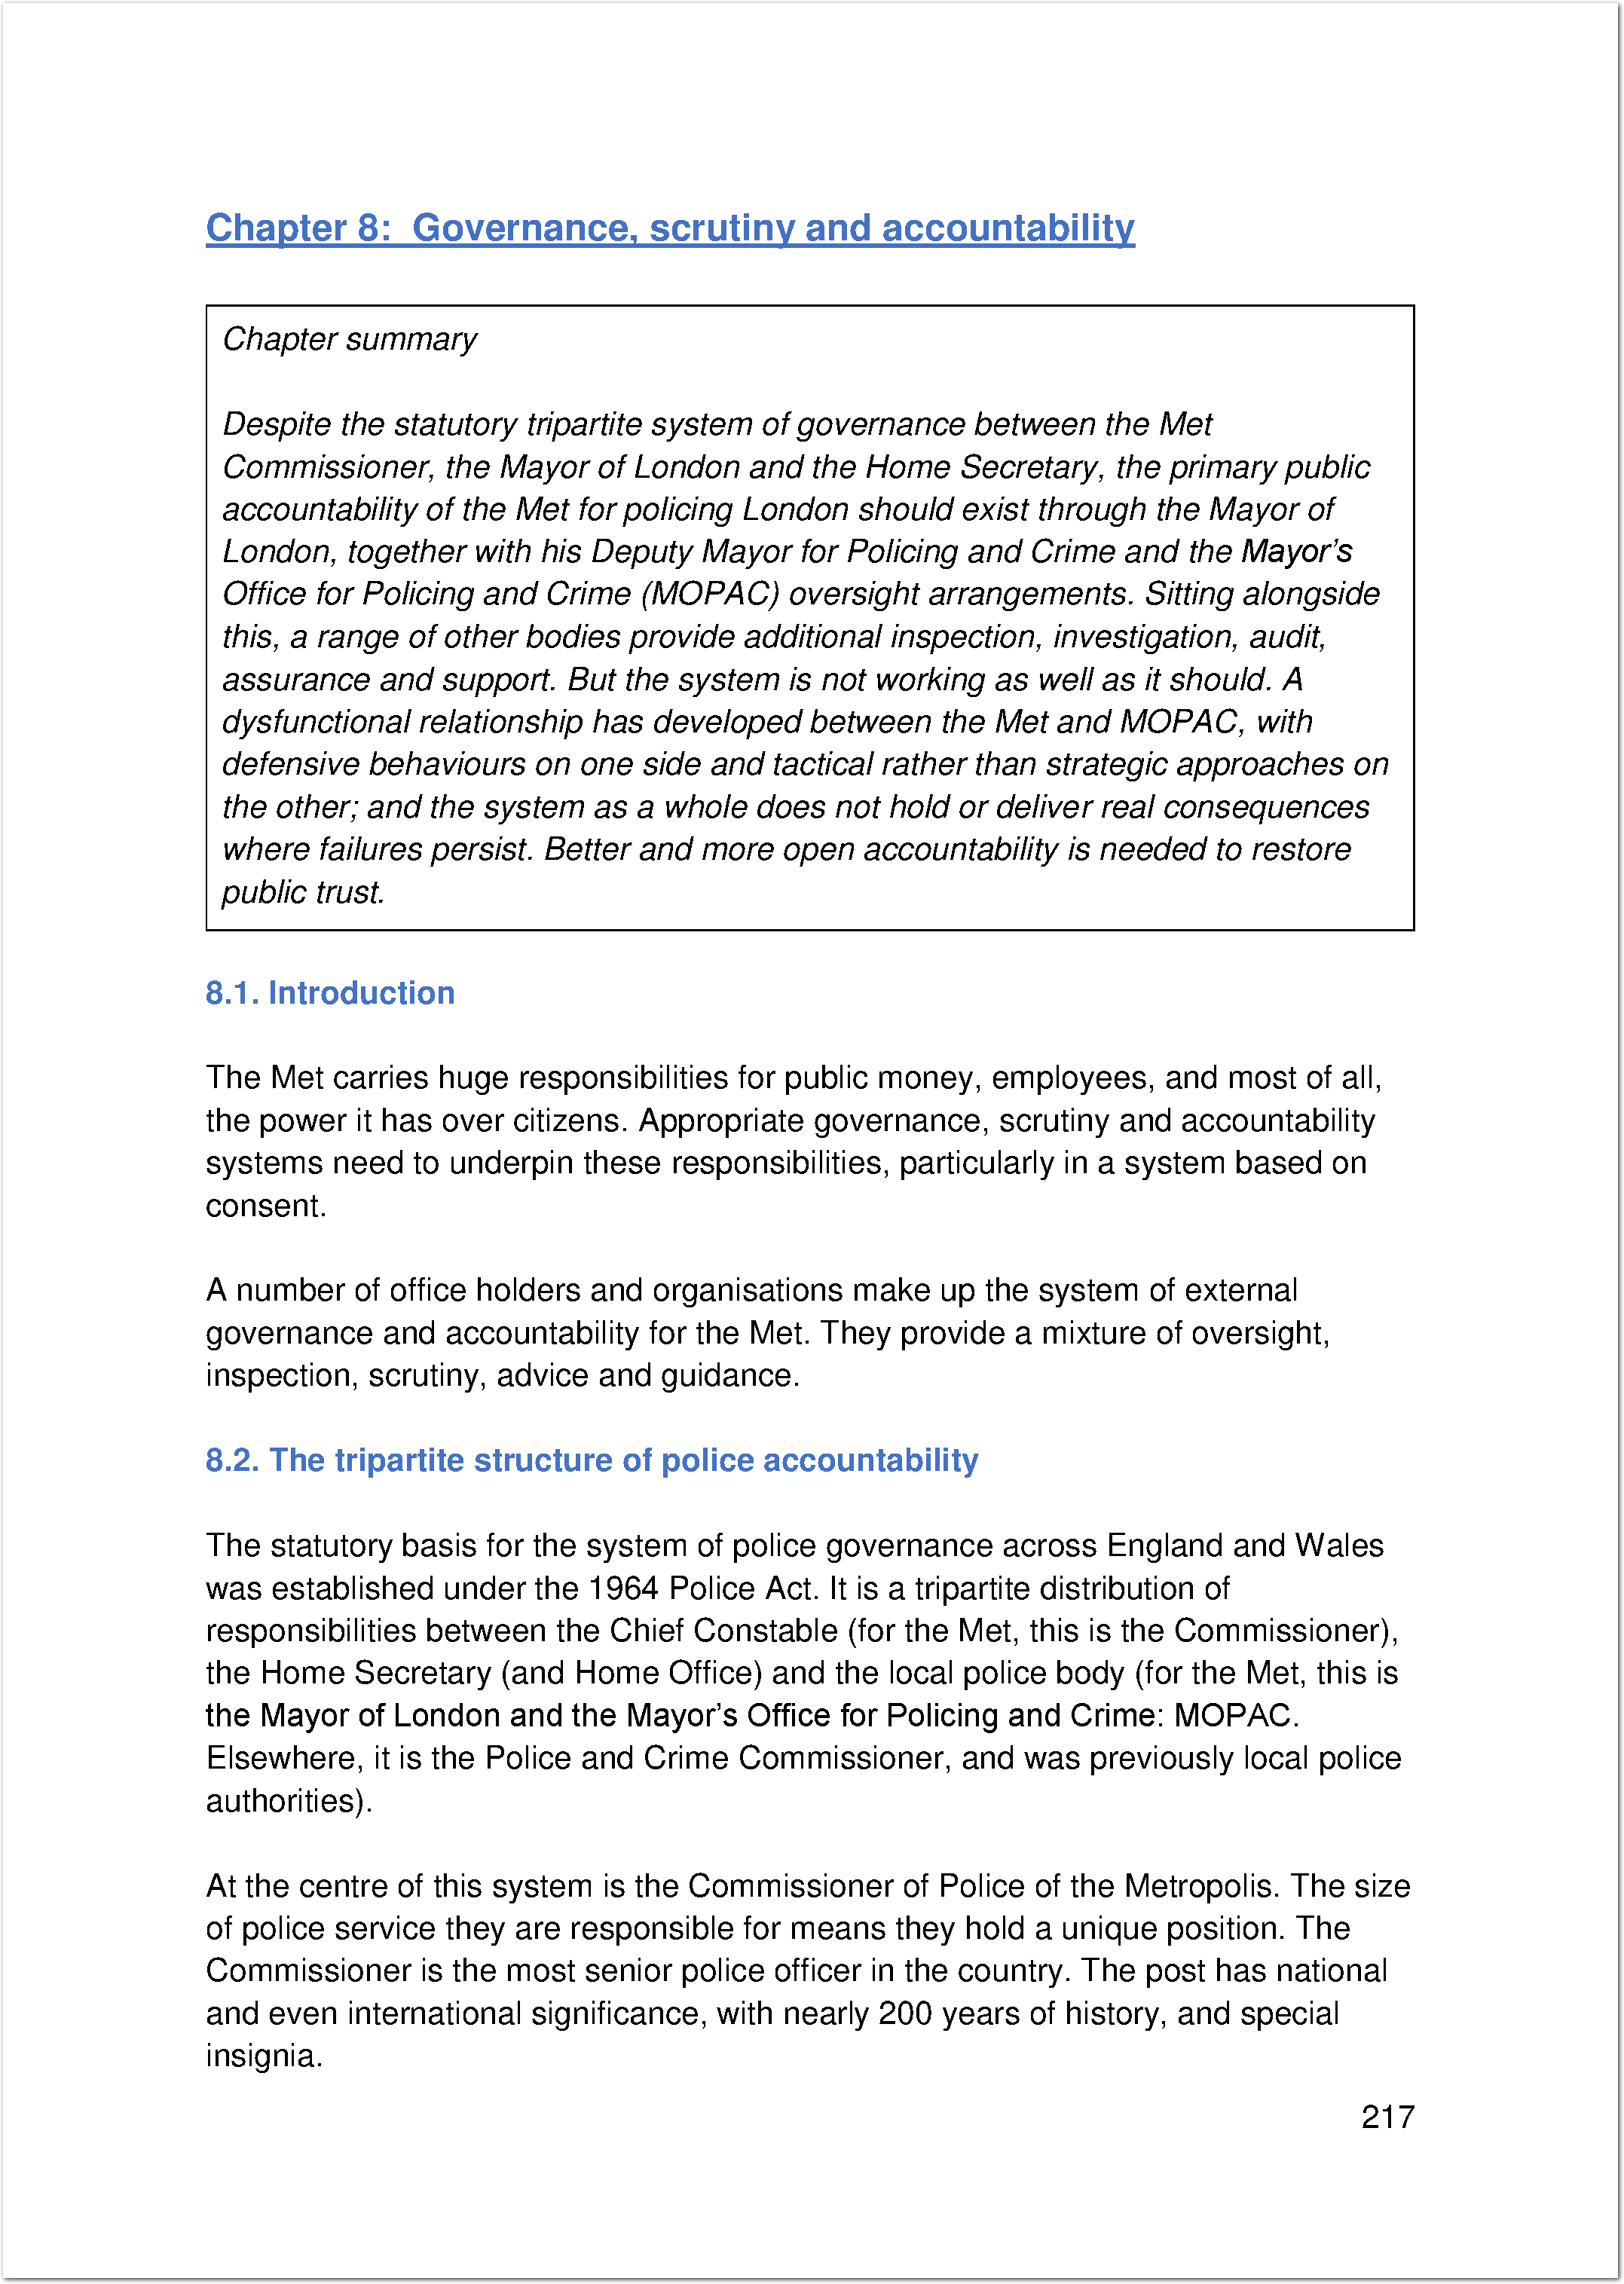 Chapter 8:  Governance, scrutiny and accountability
Chapter summary
Despite the statutory tripartite system of governance between the Met
Commissioner, the Mayor of London and the Home Secretary, the primary public
accountability of the Met for policing London should exist through the Mayor of
London, together with his Deputy Mayor for Policing and Crime and the Mayor’s
Office for Policing and Crime (MOPAC) oversight arrangements. Sitting alongside
this, a range of other bodies provide additional inspection, investigation, audit,
assurance and support. But the system is not working as well as it should. A
dysfunctional relationship has developed between the Met and MOPAC, with
defensive behaviours on one side and tactical rather than strategic approaches on
the other; and the system as a whole does not hold or deliver real consequences
where failures persist. Better and more open accountability is needed to restore
public trust.
8.1. Introduction
The Met carries huge responsibilities for public money, employees, and most of all,
the power it has over citizens. Appropriate governance, scrutiny and accountability
systems need to underpin these responsibilities, particularly in a system based on
consent.
A number of office holders and organisations make up the system of external
governance and accountability for the Met. They provide a mixture of oversight,
inspection, scrutiny, advice and guidance.
8.2. The tripartite structure of police accountability
The statutory basis for the system of police governance across England and Wales
was established under the 1964 Police Act. It is a tripartite distribution of
responsibilities between the Chief Constable (for the Met, this is the Commissioner),
the Home Secretary (and Home Office) and the local police body (for the Met, this is
the Mayor of London and the Mayor’s Office for Policing and Crime: MOPAC.
Elsewhere, it is the Police and Crime Commissioner, and was previously local police
authorities).
At the centre of this system is the Commissioner of Police of the Metropolis. The size
of police service they are responsible for means they hold a unique position. The
Commissioner is the most senior police officer in the country. The post has national
and even international significance, with nearly 200 years of history, and special
insignia.
217